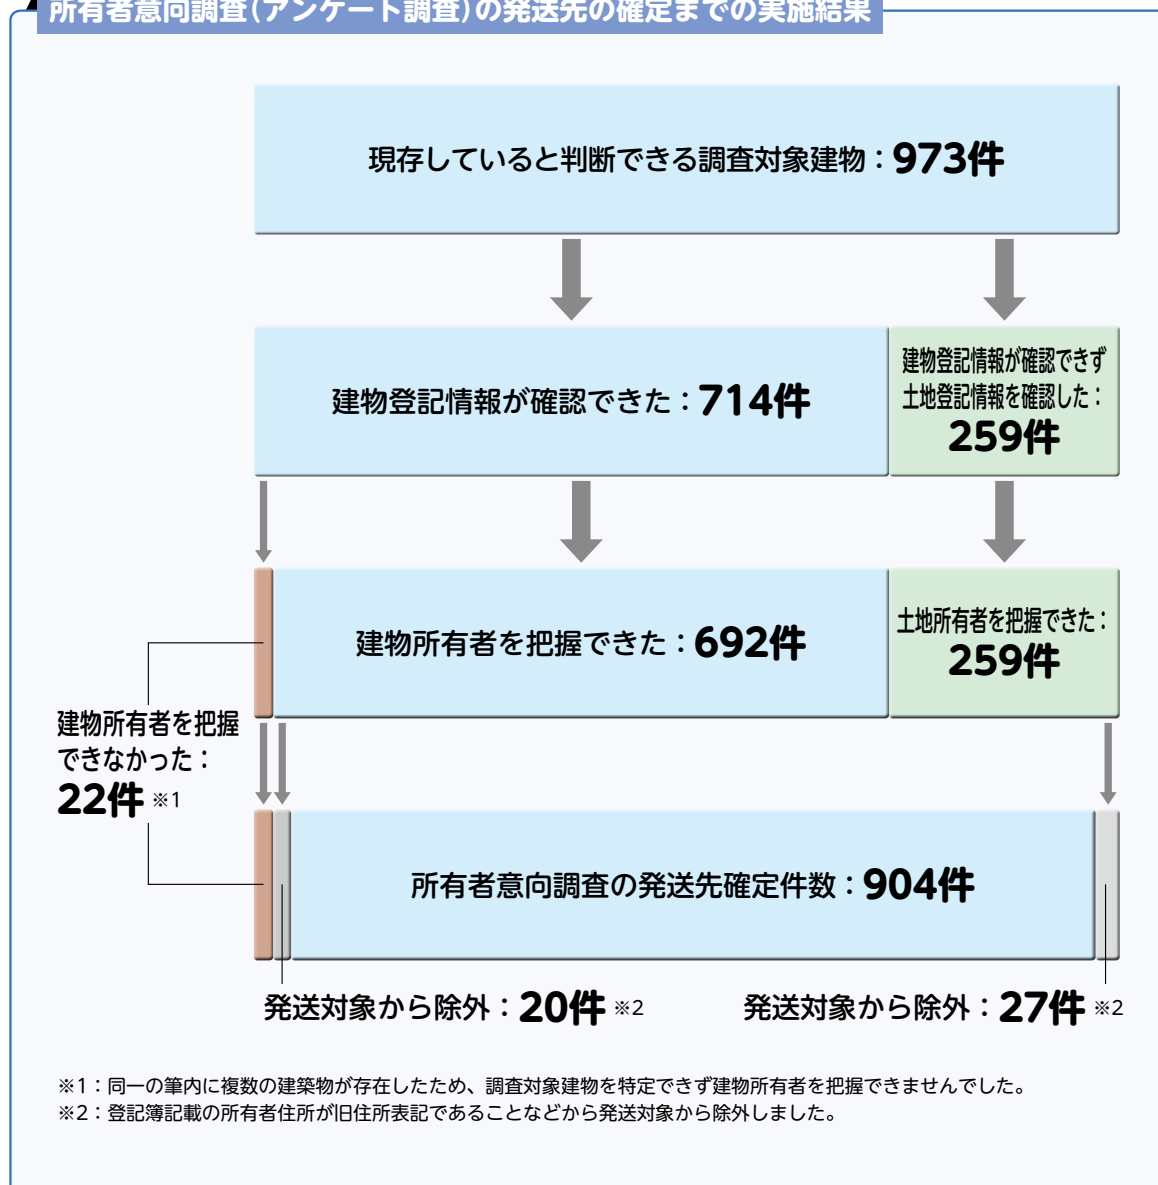 所有者意向調査(アンケート調査)の発送先の確定までの実施結果
現存していると判断できる調査対象建物：973件
建物登記情報が確認できた：714件
建物登記情報が確認できず
土地登記情報を確認した：
259件
建物所有者を把握できた：692件
土地所有者を把握できた：
259件
建物所有者を把握
できなかった：
22件 ※1
所有者意向調査の発送先確定件数：904件
発送対象から除外：20件 ※2
発送対象から除外：27件 ※2
※1：同一の筆内に複数の建築物が存在したため、調査対象建物を特定できず建物所有者を把握できませんでした。
※2：登記簿記載の所有者住所が旧住所表記であることなどから発送対象から除外しました。